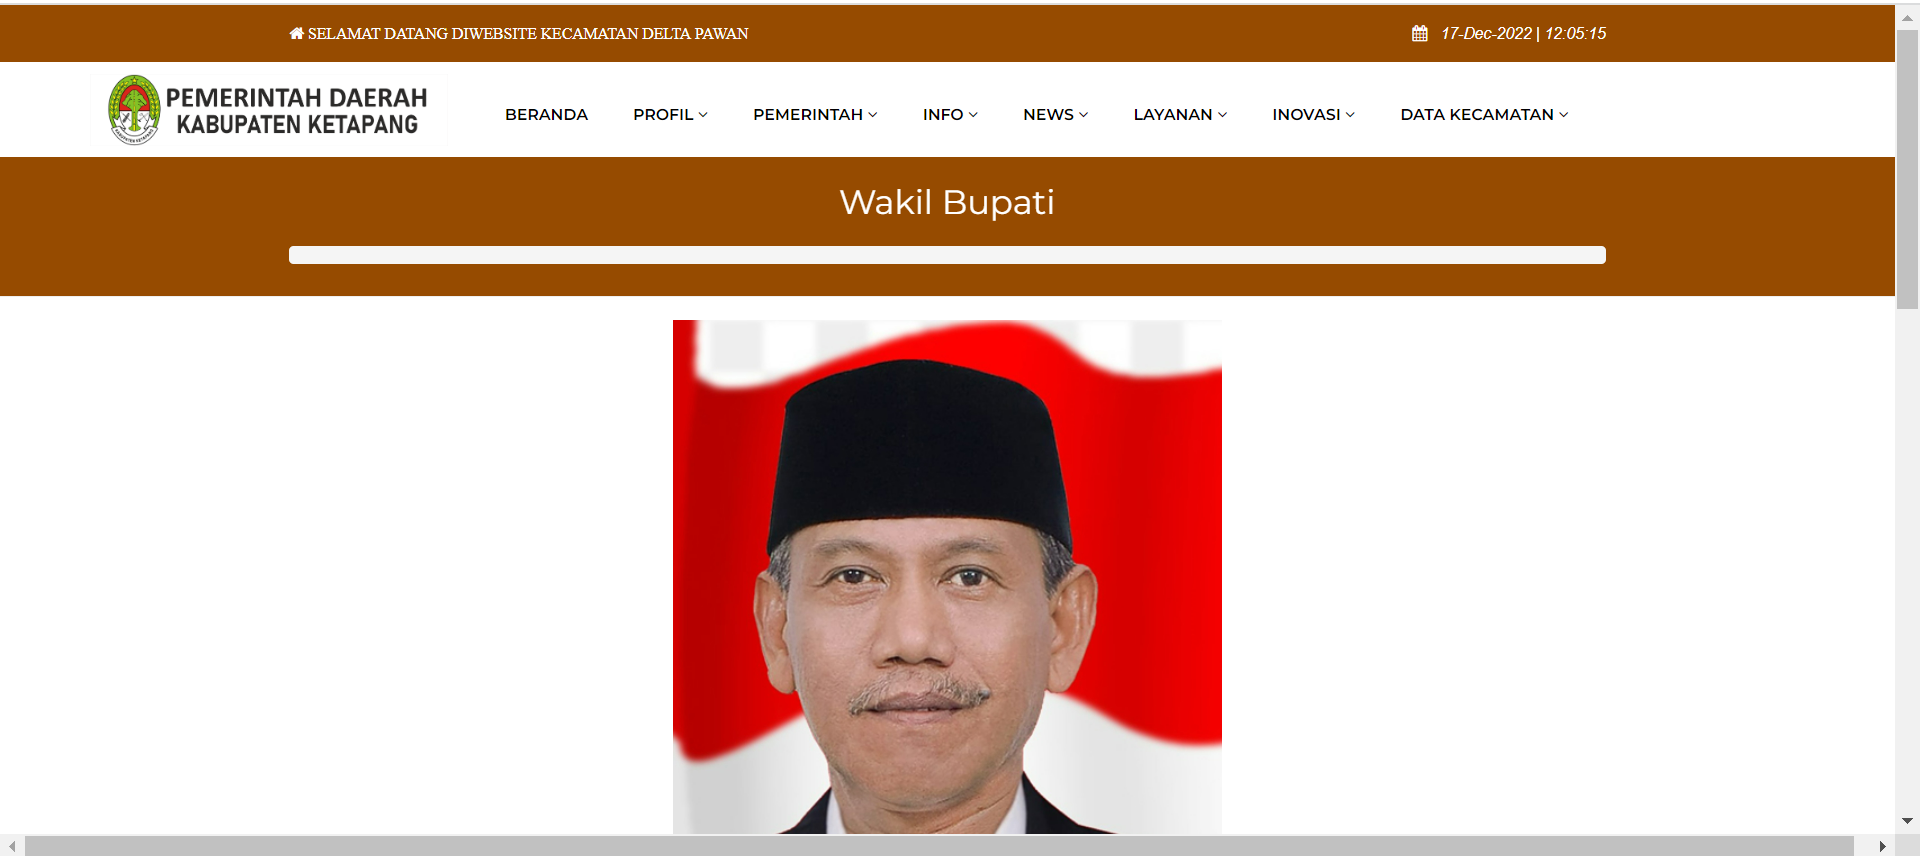 SELAMAT DATANG DIWEBSITE KECAMATAN DELTA PAWAN
17-Dec-2022 | 12:05:15
PEMERINTAH DAERAH
KABUPATEN KETAPANG
BERANDA PROFIL PEMERINTAH INFO NEWS LAYANAN INOVASI DATA KECAMATAN
Wakil Bupati